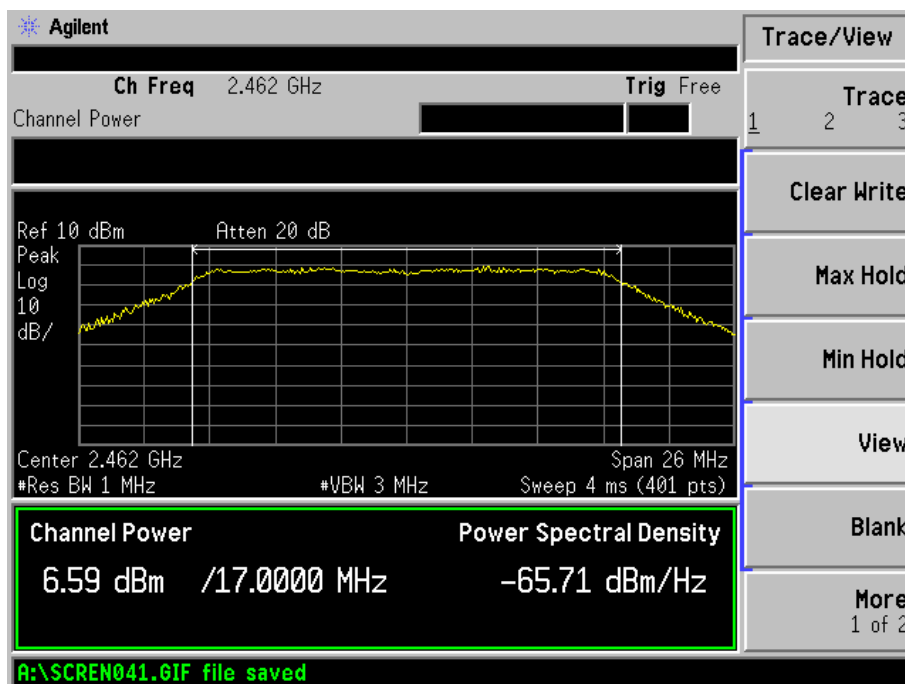 Agilent
Trace/View
Ch Freq 2.462 GHz Trig Free
Channel Power
Trace
1 2 3
Clear Write
Max Hold
Min Hold
View
Blank
More
1 of 2
Ref 10 dBm Atten 20 dB
Peak
Log
10
dB/
Center 2.462 GHz Span 26 MHz
#Res BW 1 MHz #VBW 3 MHz Sweep 4 ms (401 pts)
Channel Power Power Spectral Density
6.59 dBm /17.0000 MHz -65.71 dBm/Hz
A:\SCREN041.GIF file saved